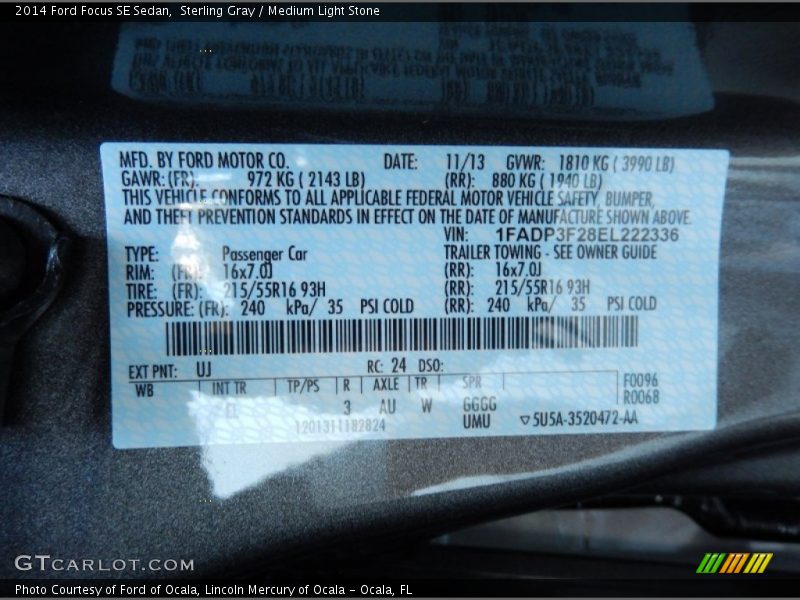 2014 Ford Focus SE Sedan,  Sterling Gray / Medium Light Stone
MFD. BY FORD MOTOR CO. DATE: 11/13 GVWR: 1810 KG ( 3990 LB)
GAWR: (FR): 972 KG ( 2143 LB) (RR): 880 KG ( 1940 LB)
THIS VEHICLE CONFORMS TO ALL APPLICABLE FEDERAL MOTOR VEHICLE SAFETY, BUMPER,
AND THEFT PREVENTION STANDARDS IN EFFECT ON THE DATE OF MANUFACTURE SHOWN ABOVE.
VIN: 1FADP3F28EL222336
TYPE: Passenger Car TRAILER TOWING - SEE OWNER GUIDE
RIM: (FR): 16x7.0J (RR): 16x7.0J
TIRE: (FR): 215/55R16 93H (RR): 215/55R16 93H
PRESSURE: (FR): 240 kPa/ 35 PSI COLD (RR): 240 kPa/ 35 PSI COLD
EXT PNT: UJ RC: 24 DSO:
WB INT TR TP/PS R AXLE TR SPR F0096
R0068
EL 3 AU W GGGG
1201311182824 UMU ▽5U5A-3520472-AA
GTCARLOT.COM
Photo Courtesy of Ford of Ocala, Lincoln Mercury of Ocala - Ocala, FL